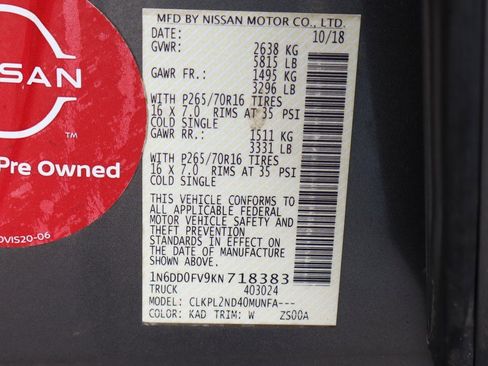 MFD BY NISSAN MOTOR CO., LTD.
DATE: 10/18
GVWR: 2638 KG
5815 LB
GAWR FR.: 1495 KG
3296 LB
WITH P265/70R16 TIRES
16 X 7.0 RIMS AT 35 PSI
COLD SINGLE
GAWR RR.: 1511 KG
3331 LB
WITH P265/70R16 TIRES
16 X 7.0 RIMS AT 35 PSI
COLD SINGLE
THIS VEHICLE CONFORMS TO
ALL APPLICABLE FEDERAL
MOTOR VEHICLE SAFETY AND
THEFT PREVENTION
STANDARDS IN EFFECT ON
THE DATE OF MANUFACTURE
SHOWN ABOVE.
1N6DD0FV9KN718383
TRUCK 403024
MODEL: CLKPL2ND40MUNFA---
COLOR: KAD TRIM: W ZS00A
ISSAN
TM
Pre Owned
OVIS20-06